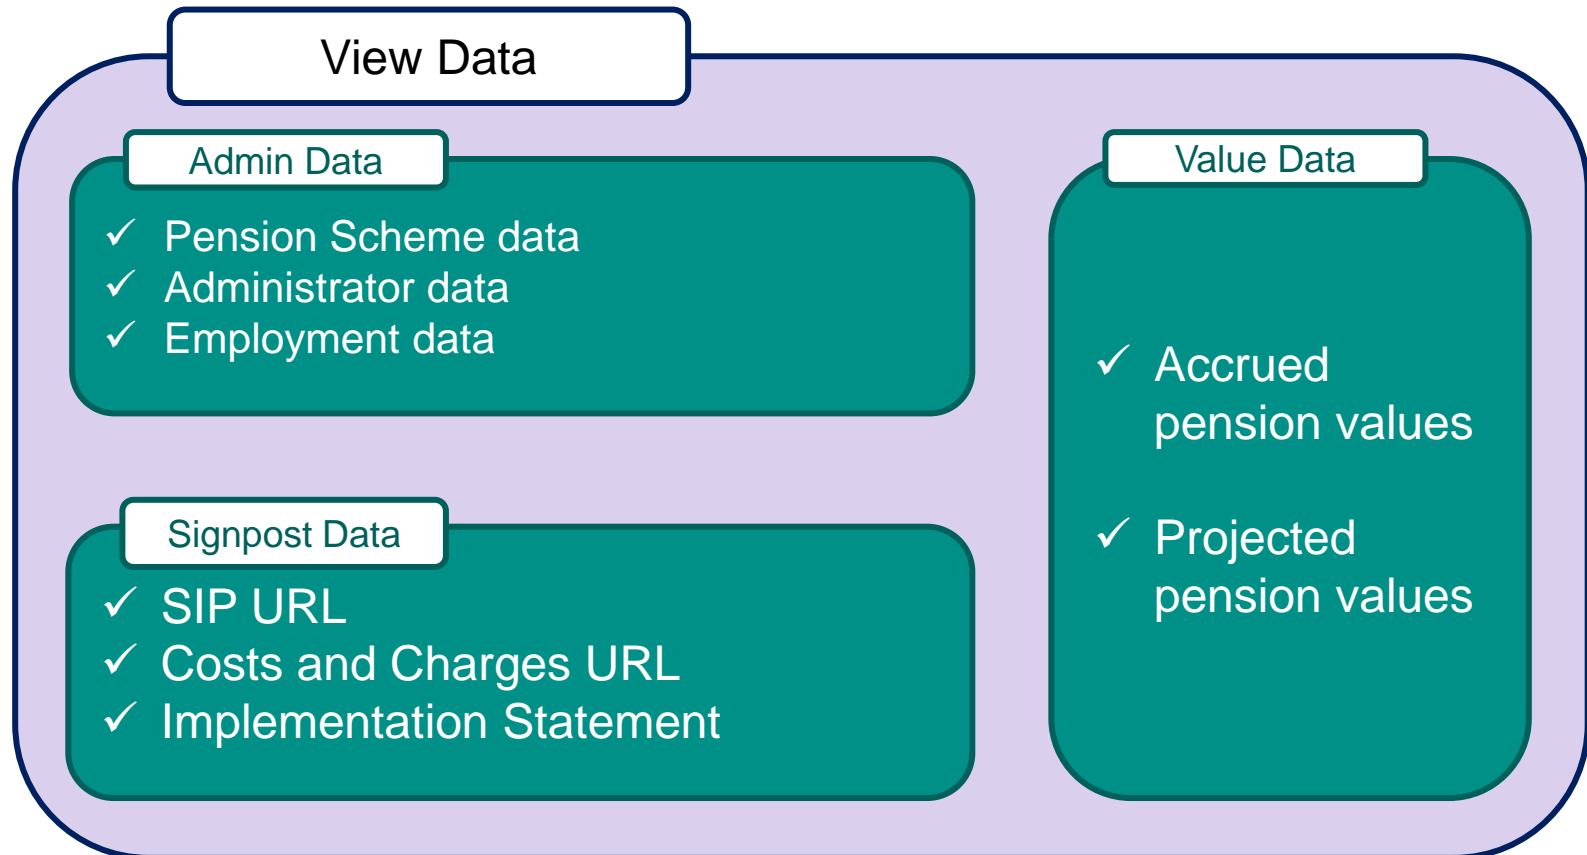 View Data
Admin Data
✓ Pension Scheme data
✓ Administrator data
✓ Employment data
Signpost Data
✓ SIP URL
✓ Costs and Charges URL
✓ Implementation Statement
Value Data
✓ Accrued
pension values
✓ Projected
pension values